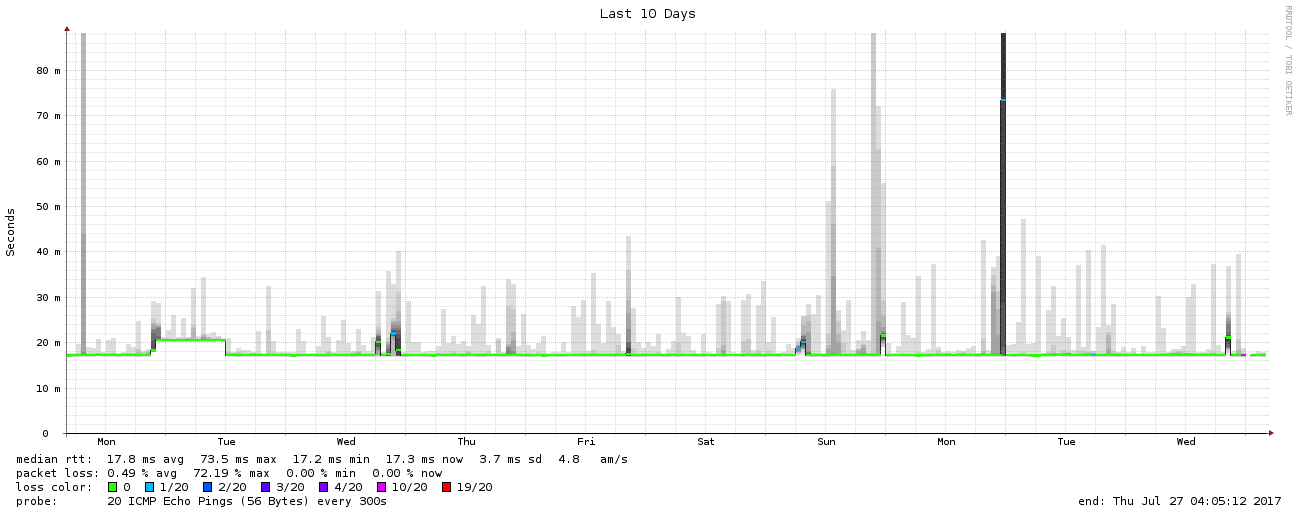 Last 10 Days
RRDTOOL / TOBI OETIKER
Seconds
80 m
70 m
60 m
50 m
40 m
30 m
20 m
10 m
0
Mon Tue Wed Thu Fri Sat Sun Mon Tue Wed
median rtt: 17.8 ms avg 73.5 ms max 17.2 ms min 17.3 ms now 3.7 ms sd 4.8 am/s
packet loss: 0.49 % avg 72.19 % max 0.00 % min 0.00 % now
loss color: 0 1/20 2/20 3/20 4/20 10/20 19/20
probe: 20 ICMP Echo Pings (56 Bytes) every 300s end: Thu Jul 27 04:05:12 2017